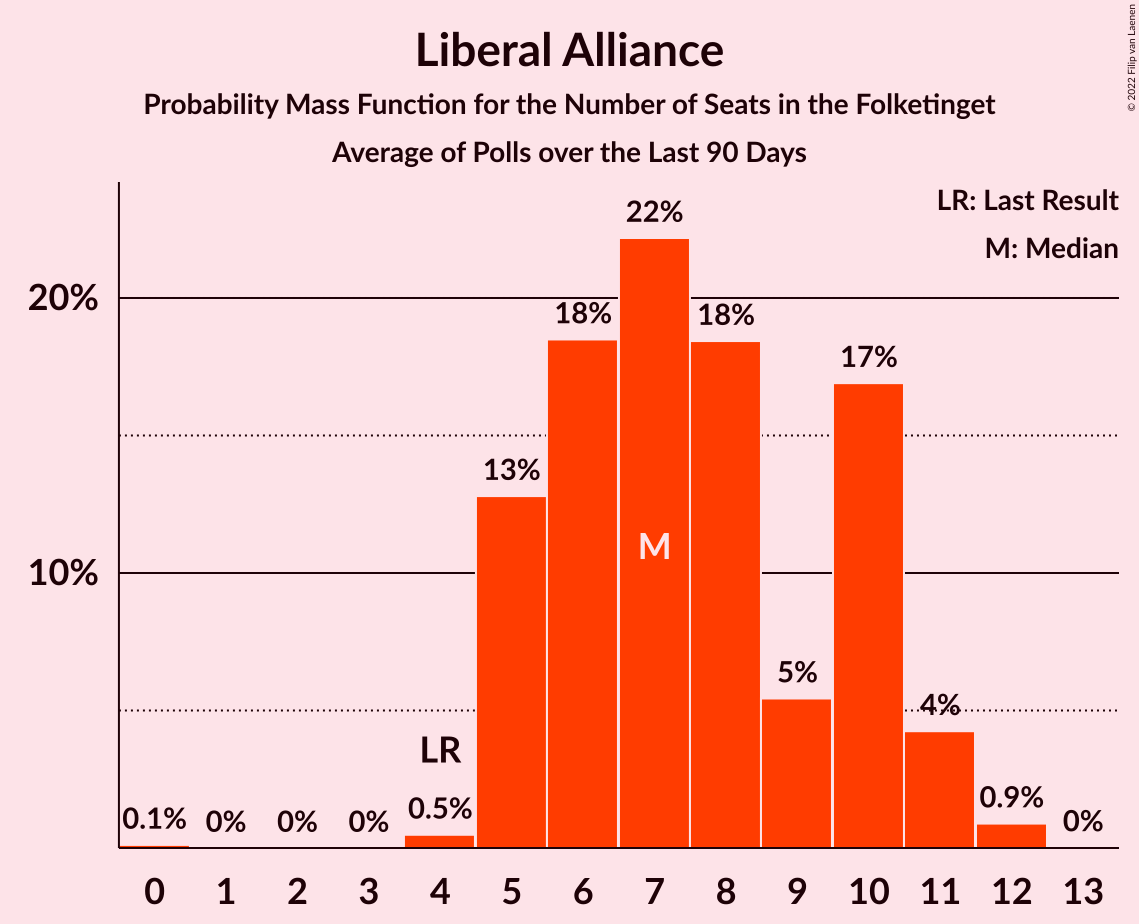 Liberal Alliance
Probability Mass Function for the Number of Seats in the Folketinget
Average of Polls over the Last 90 Days
© 2022 Filip van Laenen
LR: Last Result
M: Median
22%
20%
18%
18%
17%
13%
M
10%
5%
4%
LR
0.1%
0%
0%
0%
0.5%
0.9%
0%
0 1 2 3 4 5 6 7 8 9 10 11 12 13